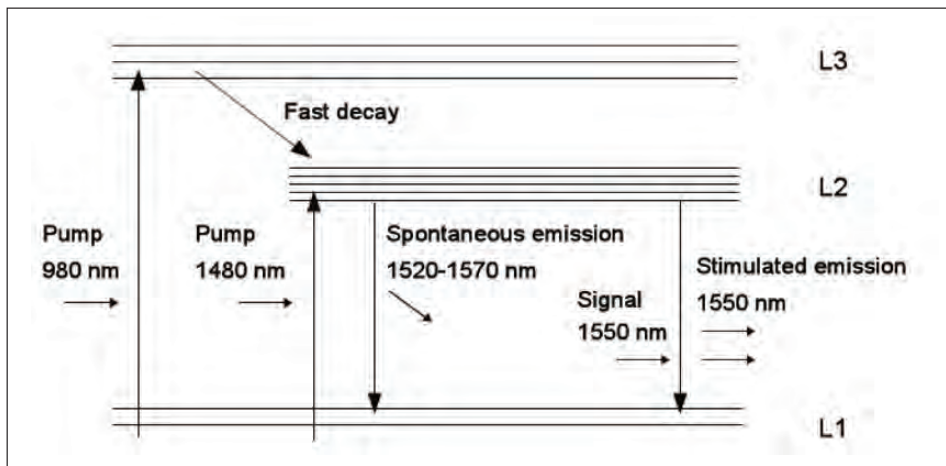 L3
Fast decay
L2
Pump
980 nm
Pump
1480 nm
Spontaneous emission
1520-1570 nm
Signal
1550 nm
Stimulated emission
1550 nm
L1